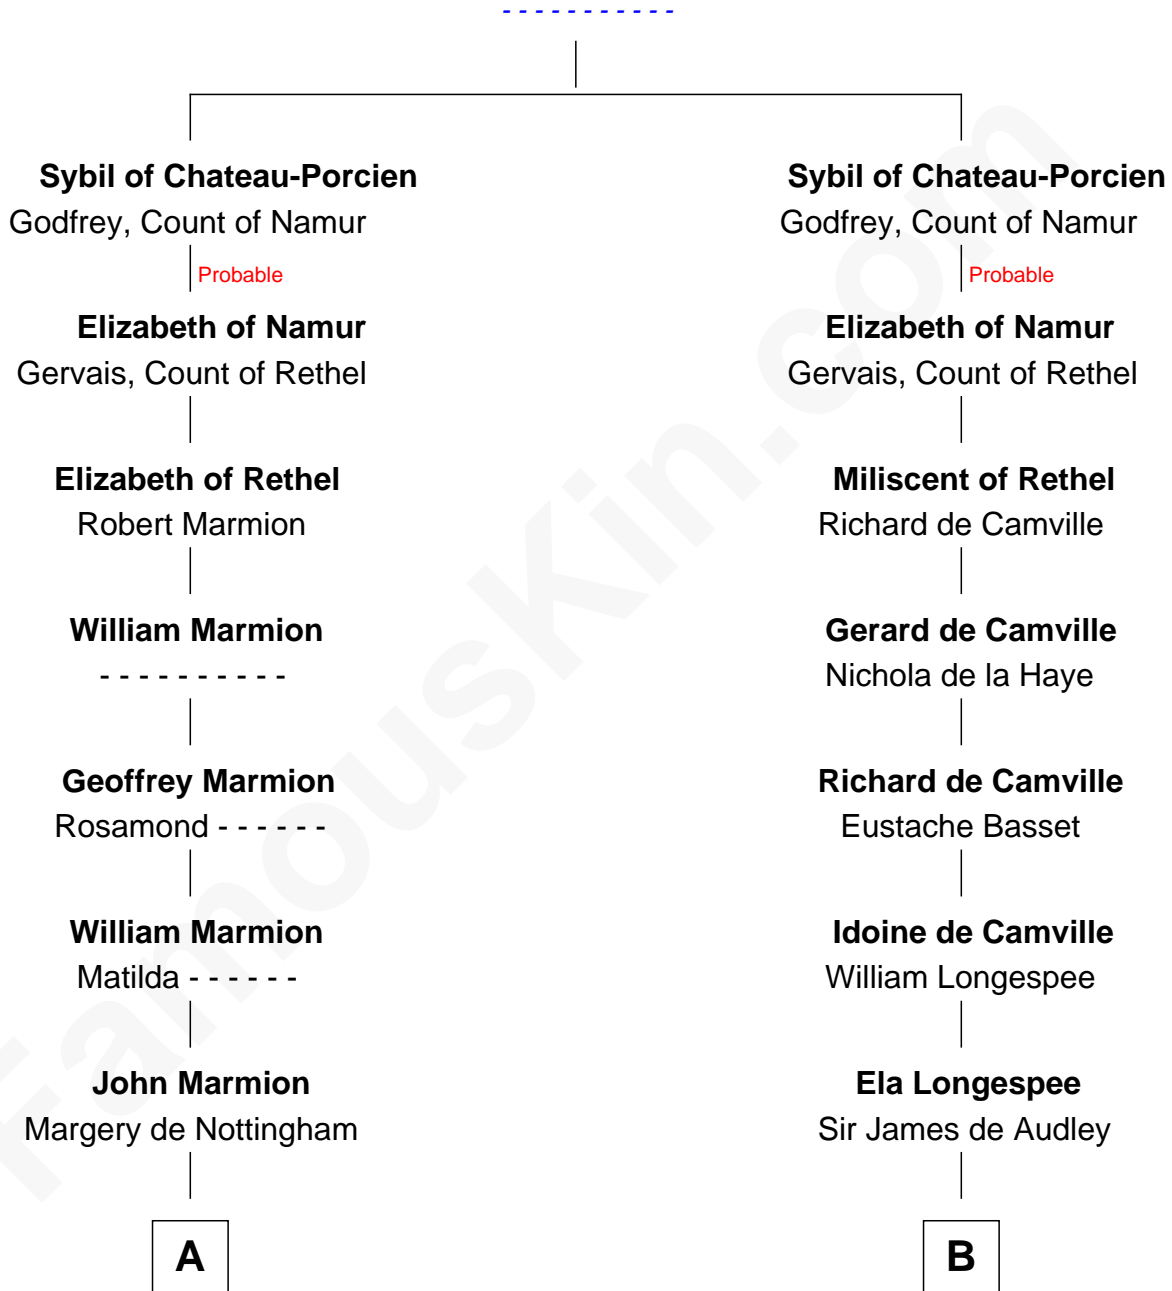 - - - - - - - - - - -
Sybil of Chateau-Porcien
Godfrey, Count of Namur
Probable
Elizabeth of Namur
Gervais, Count of Rethel
Elizabeth of Rethel
Robert Marmion
William Marmion
- - - - - - - - - -
Geoffrey Marmion
Rosamond - - - - - -
William Marmion
Matilda - - - - - -
John Marmion
Margery de Nottingham
A
Sybil of Chateau-Porcien
Godfrey, Count of Namur
Probable
Elizabeth of Namur
Gervais, Count of Rethel
Miliscent of Rethel
Richard de Camville
Gerard de Camville
Nichola de la Haye
Richard de Camville
Eustache Basset
Idoine de Camville
William Longespee
Ela Longespee
Sir James de Audley
B
FamousKin.com